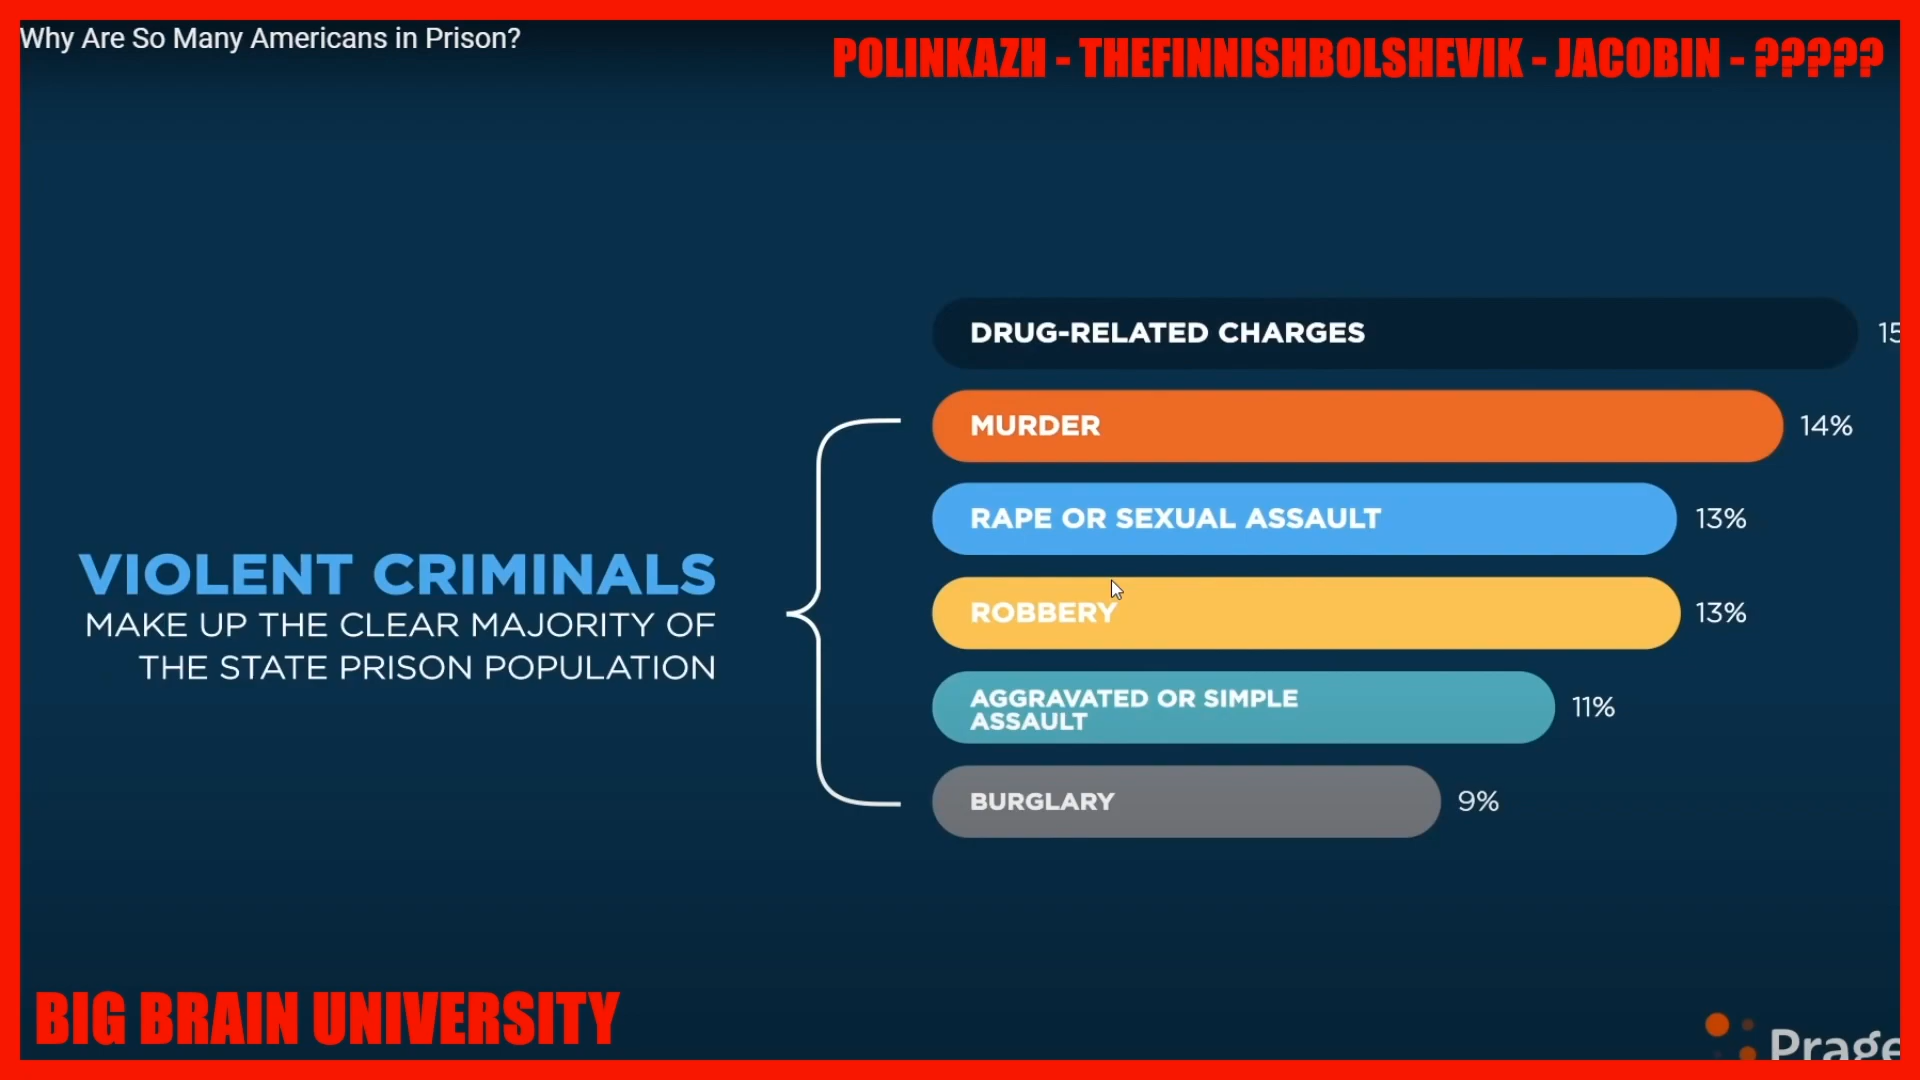 Why Are So Many Americans in Prison?
POLINKAZH - THEFINNISHBOLSHEVIK - JACOBIN - ?????
DRUG-RELATED CHARGES 15
MURDER 14%
RAPE OR SEXUAL ASSAULT 13%
VIOLENT CRIMINALS
MAKE UP THE CLEAR MAJORITY OF
THE STATE PRISON POPULATION
ROBBERY 13%
AGGRAVATED OR SIMPLE
ASSAULT 11%
BURGLARY 9%
BIG BRAIN UNIVERSITY
Prage